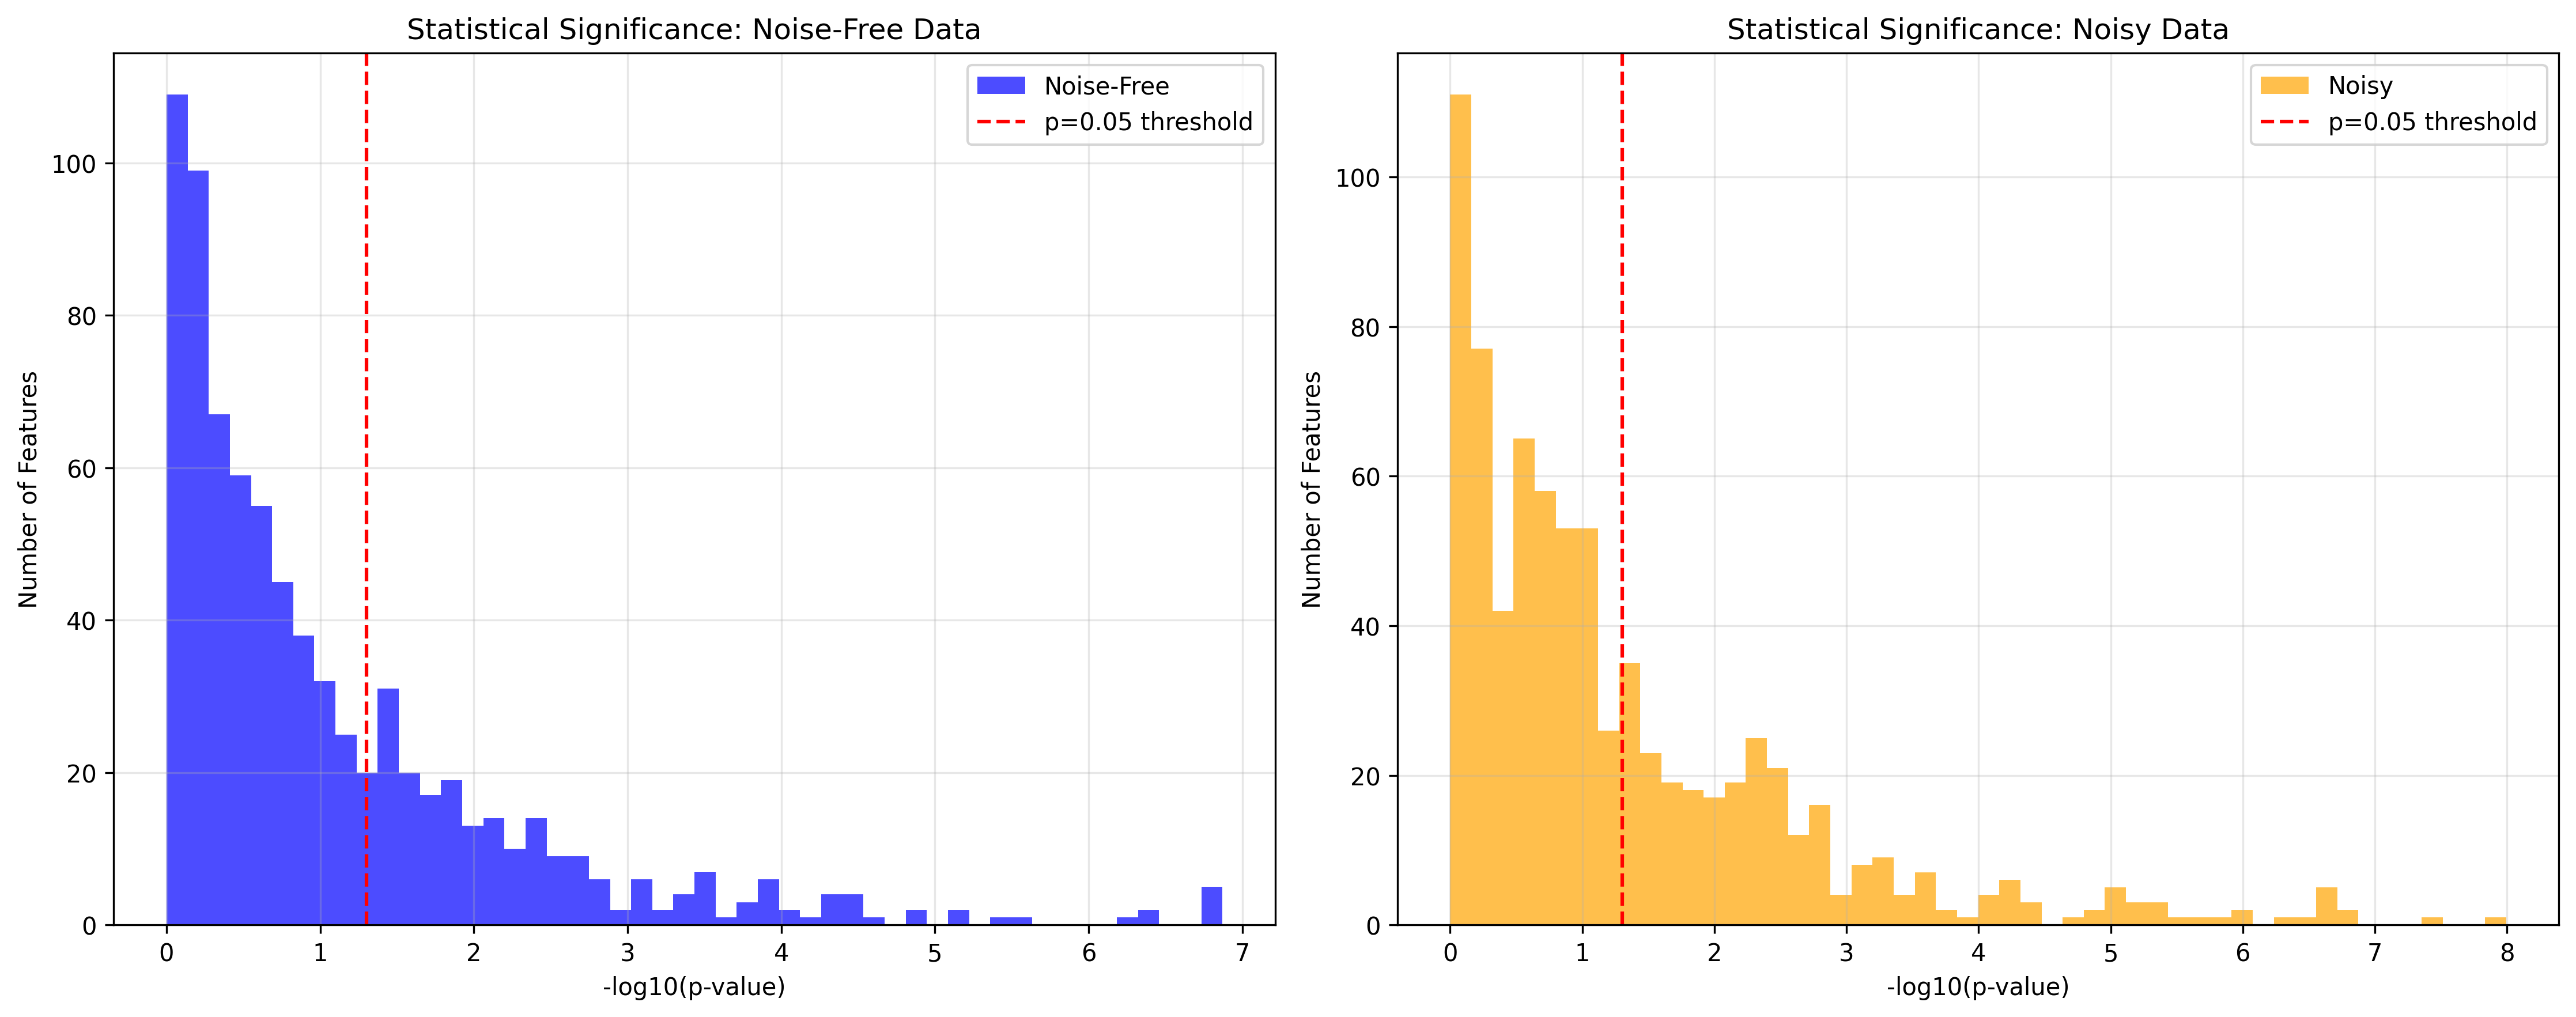 Statistical Significance: Noise-Free Data
Noise-Free
p=0.05 threshold
Number of Features
100
80
60
40
20
0
0 1 2 3 4 5 6 7
-log10(p-value)
Statistical Significance: Noisy Data
Noisy
p=0.05 threshold
Number of Features
100
80
60
40
20
0
0 1 2 3 4 5 6 7 8
-log10(p-value)